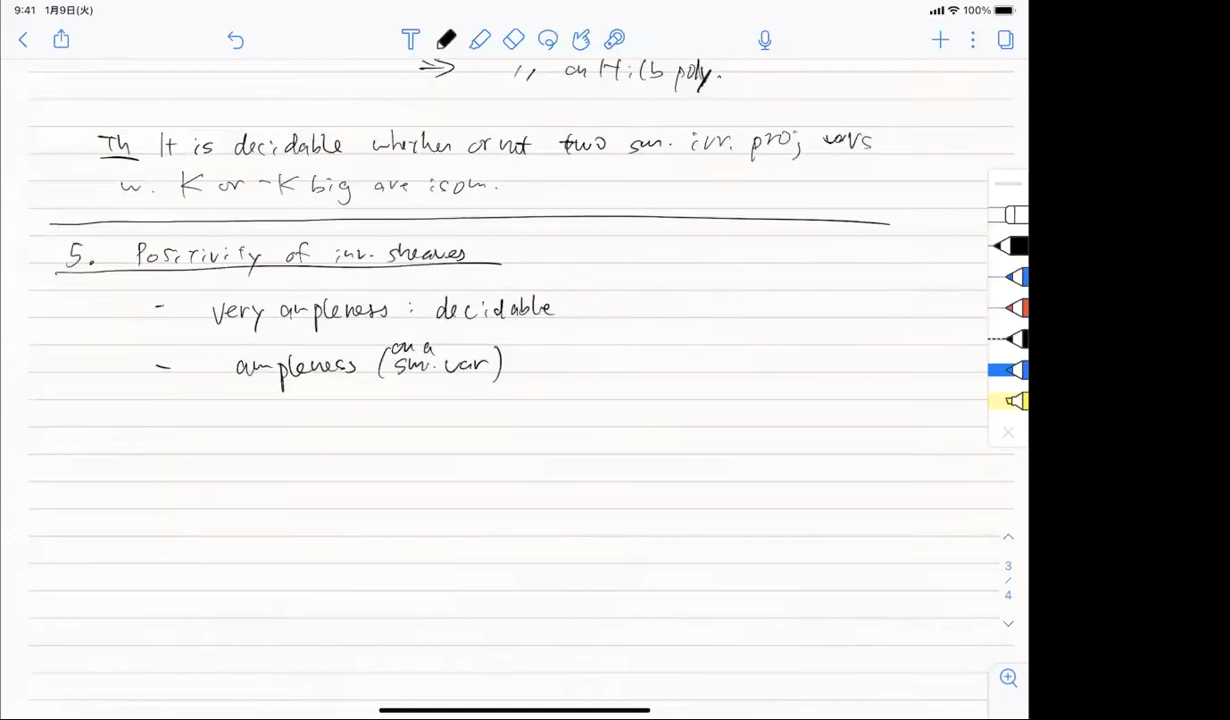 9:41 1月9日(火) 100%
⇒ 〃 on Hilb poly.
Th It is decidable whether or not two sm. irr. proj vars
w. K or -K big are isom.
5. Positivity of inv. sheaves
- very ampleness : decidable
- ampleness (on a sm. var)
3
/
4